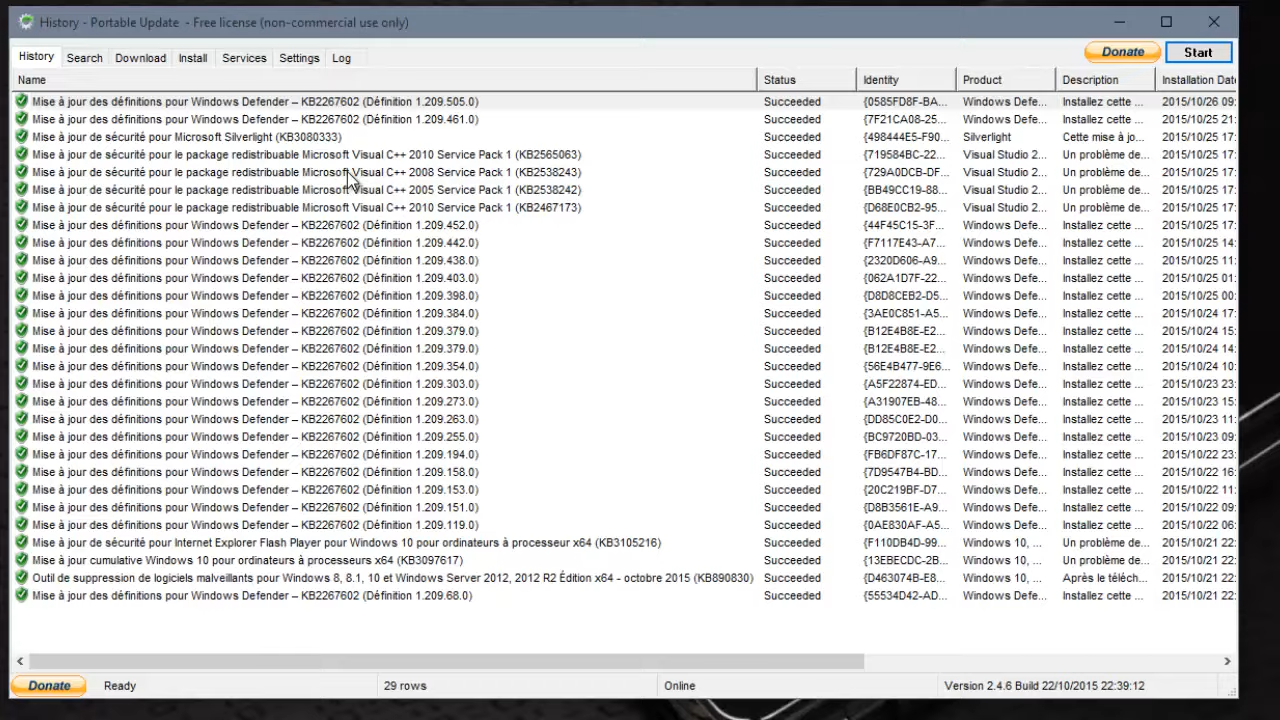 History - Portable Update - Free license (non-commercial use only)
History Search Download Install Services Settings Log Donate Start
Name Status Identity Product Description Installation Date
Mise à jour des définitions pour Windows Defender – KB2267602 (Définition 1.209.505.0) Succeeded {0585FD8F-BA... Windows Defe... Installez cette ... 2015/10/26 09:
Mise à jour des définitions pour Windows Defender – KB2267602 (Définition 1.209.461.0) Succeeded {7F21CA08-25... Windows Defe... Installez cette ... 2015/10/25 21:
Mise à jour de sécurité pour Microsoft Silverlight (KB3080333) Succeeded {498444E5-F90... Silverlight Cette mise à jo... 2015/10/25 17:
Mise à jour de sécurité pour le package redistribuable Microsoft Visual C++ 2010 Service Pack 1 (KB2565063) Succeeded {719584BC-22... Visual Studio 2... Un problème de... 2015/10/25 17:
Mise à jour de sécurité pour le package redistribuable Microsoft Visual C++ 2008 Service Pack 1 (KB2538243) Succeeded {729A0DCB-DF... Visual Studio 2... Un problème de... 2015/10/25 17:
Mise à jour de sécurité pour le package redistribuable Microsoft Visual C++ 2005 Service Pack 1 (KB2538242) Succeeded {BB49CC19-88... Visual Studio 2... Un problème de... 2015/10/25 17:
Mise à jour de sécurité pour le package redistribuable Microsoft Visual C++ 2010 Service Pack 1 (KB2467173) Succeeded {D68E0CB2-95... Visual Studio 2... Un problème de... 2015/10/25 17:
Mise à jour des définitions pour Windows Defender – KB2267602 (Définition 1.209.452.0) Succeeded {44F45C15-3F... Windows Defe... Installez cette ... 2015/10/25 17:
Mise à jour des définitions pour Windows Defender – KB2267602 (Définition 1.209.442.0) Succeeded {F7117E43-A7... Windows Defe... Installez cette ... 2015/10/25 14:
Mise à jour des définitions pour Windows Defender – KB2267602 (Définition 1.209.438.0) Succeeded {2320D606-A9... Windows Defe... Installez cette ... 2015/10/25 11:
Mise à jour des définitions pour Windows Defender – KB2267602 (Définition 1.209.403.0) Succeeded {062A1D7F-22... Windows Defe... Installez cette ... 2015/10/25 01:
Mise à jour des définitions pour Windows Defender – KB2267602 (Définition 1.209.398.0) Succeeded {D8D8CEB2-D5... Windows Defe... Installez cette ... 2015/10/25 00:
Mise à jour des définitions pour Windows Defender – KB2267602 (Définition 1.209.384.0) Succeeded {3AE0C851-A5... Windows Defe... Installez cette ... 2015/10/24 17:
Mise à jour des définitions pour Windows Defender – KB2267602 (Définition 1.209.379.0) Succeeded {B12E4B8E-E2... Windows Defe... Installez cette ... 2015/10/24 15:
Mise à jour des définitions pour Windows Defender – KB2267602 (Définition 1.209.379.0) Succeeded {B12E4B8E-E2... Windows Defe... Installez cette ... 2015/10/24 14:
Mise à jour des définitions pour Windows Defender – KB2267602 (Définition 1.209.354.0) Succeeded {56E4B477-9E6... Windows Defe... Installez cette ... 2015/10/24 10:
Mise à jour des définitions pour Windows Defender – KB2267602 (Définition 1.209.303.0) Succeeded {A5F22874-ED... Windows Defe... Installez cette ... 2015/10/23 23:
Mise à jour des définitions pour Windows Defender – KB2267602 (Définition 1.209.273.0) Succeeded {A31907EB-48... Windows Defe... Installez cette ... 2015/10/23 15:
Mise à jour des définitions pour Windows Defender – KB2267602 (Définition 1.209.263.0) Succeeded {DD85C0E2-D0... Windows Defe... Installez cette ... 2015/10/23 11:
Mise à jour des définitions pour Windows Defender – KB2267602 (Définition 1.209.255.0) Succeeded {BC9720BD-03... Windows Defe... Installez cette ... 2015/10/23 09:
Mise à jour des définitions pour Windows Defender – KB2267602 (Définition 1.209.194.0) Succeeded {FB6DF87C-17... Windows Defe... Installez cette ... 2015/10/22 23:
Mise à jour des définitions pour Windows Defender – KB2267602 (Définition 1.209.158.0) Succeeded {7D9547B4-BD... Windows Defe... Installez cette ... 2015/10/22 16:
Mise à jour des définitions pour Windows Defender – KB2267602 (Définition 1.209.153.0) Succeeded {20C219BF-D7... Windows Defe... Installez cette ... 2015/10/22 11:
Mise à jour des définitions pour Windows Defender – KB2267602 (Définition 1.209.151.0) Succeeded {D8B3561E-A9... Windows Defe... Installez cette ... 2015/10/22 09:
Mise à jour des définitions pour Windows Defender – KB2267602 (Définition 1.209.119.0) Succeeded {0AE830AF-A5... Windows Defe... Installez cette ... 2015/10/22 06:
Mise à jour de sécurité pour Internet Explorer Flash Player pour Windows 10 pour ordinateurs à processeur x64 (KB3105216) Succeeded {F110DB4D-99... Windows 10, ... Un problème de... 2015/10/21 22:
Mise à jour cumulative Windows 10 pour ordinateurs à processeurs x64 (KB3097617) Succeeded {13EBECDC-2B... Windows 10, ... Un problème de... 2015/10/21 22:
Outil de suppression de logiciels malveillants pour Windows 8, 8.1, 10 et Windows Server 2012, 2012 R2 Édition x64 - octobre 2015 (KB890830) Succeeded {D463074B-E8... Windows 10, ... Après le téléch... 2015/10/21 22:
Mise à jour des définitions pour Windows Defender – KB2267602 (Définition 1.209.68.0) Succeeded {55534D42-AD... Windows Defe... Installez cette ... 2015/10/21 22:
Donate Ready 29 rows Online Version 2.4.6 Build 22/10/2015 22:39:12